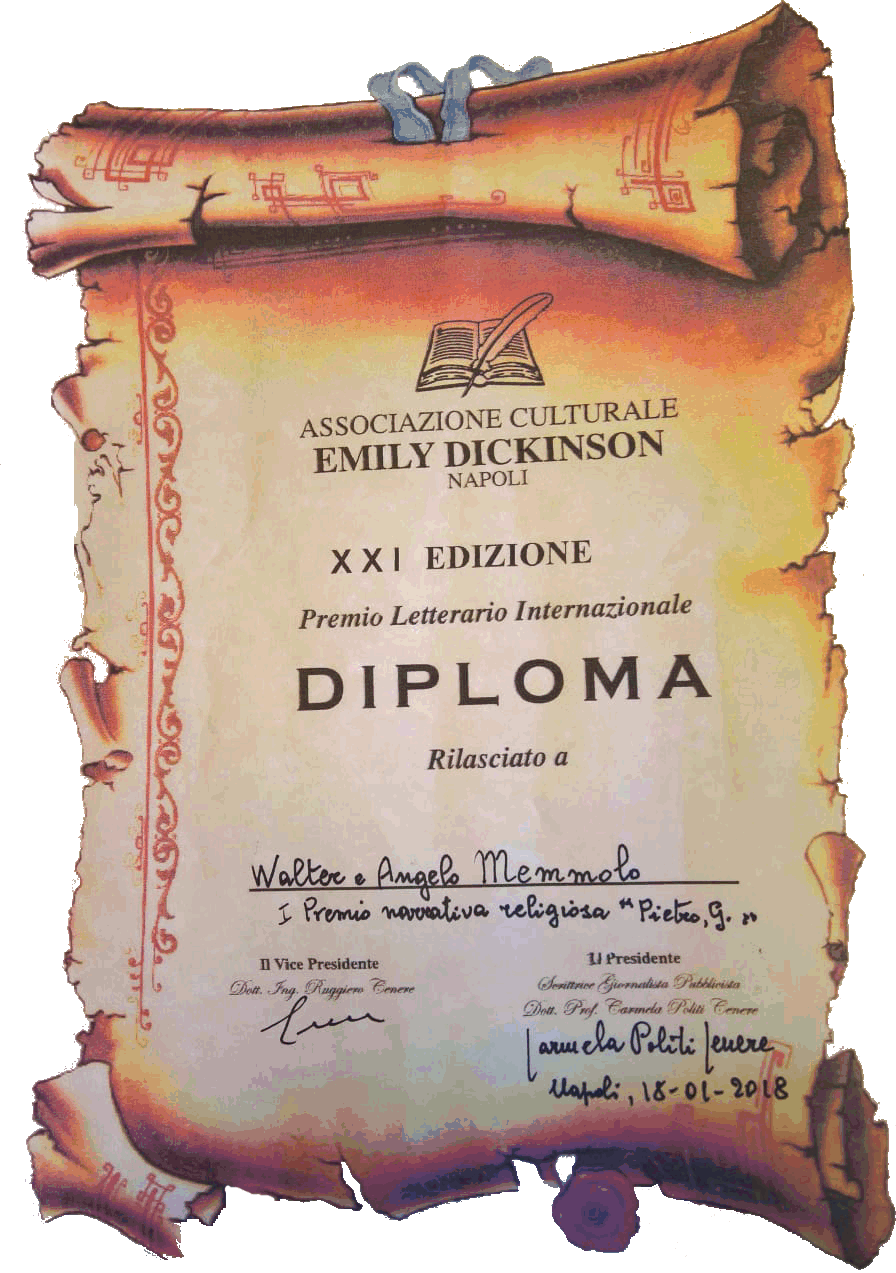 ASSOCIAZIONE CULTURALE
EMILY DICKINSON
NAPOLI
XXI EDIZIONE
Premio Letterario Internazionale
DIPLOMA
Rilasciato a
Walter e Angelo Memmolo
I Premio narrativa religiosa "Pietro, G."
Il Vice Presidente
Dott. Ing. Ruggiero Cenere
Il Presidente
Scrittrice Giornalista Pubblicista
Dott. Prof. Carmela Politi Cenere
Carmela Politi Cenere
Napoli, 18-01-2018